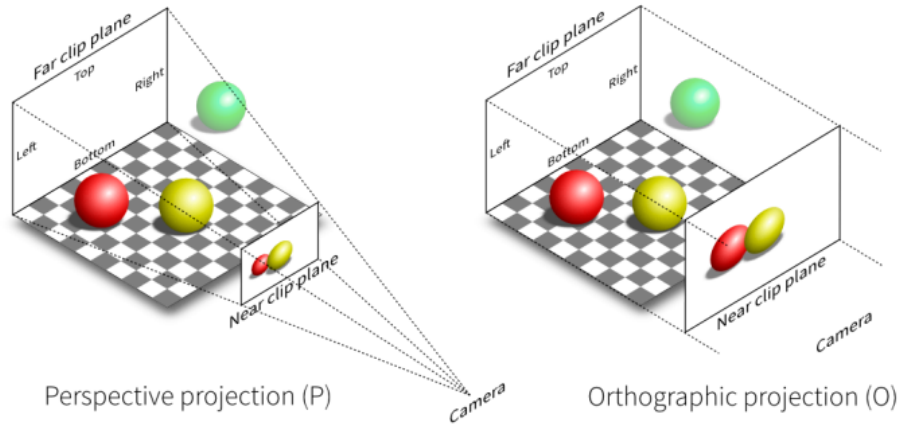 Far clip plane
Top
Right
Left
Bottom
Near clip plane
Camera
Perspective projection (P)
Far clip plane
Top
Right
Left
Bottom
Near clip plane
Camera
Orthographic projection (O)